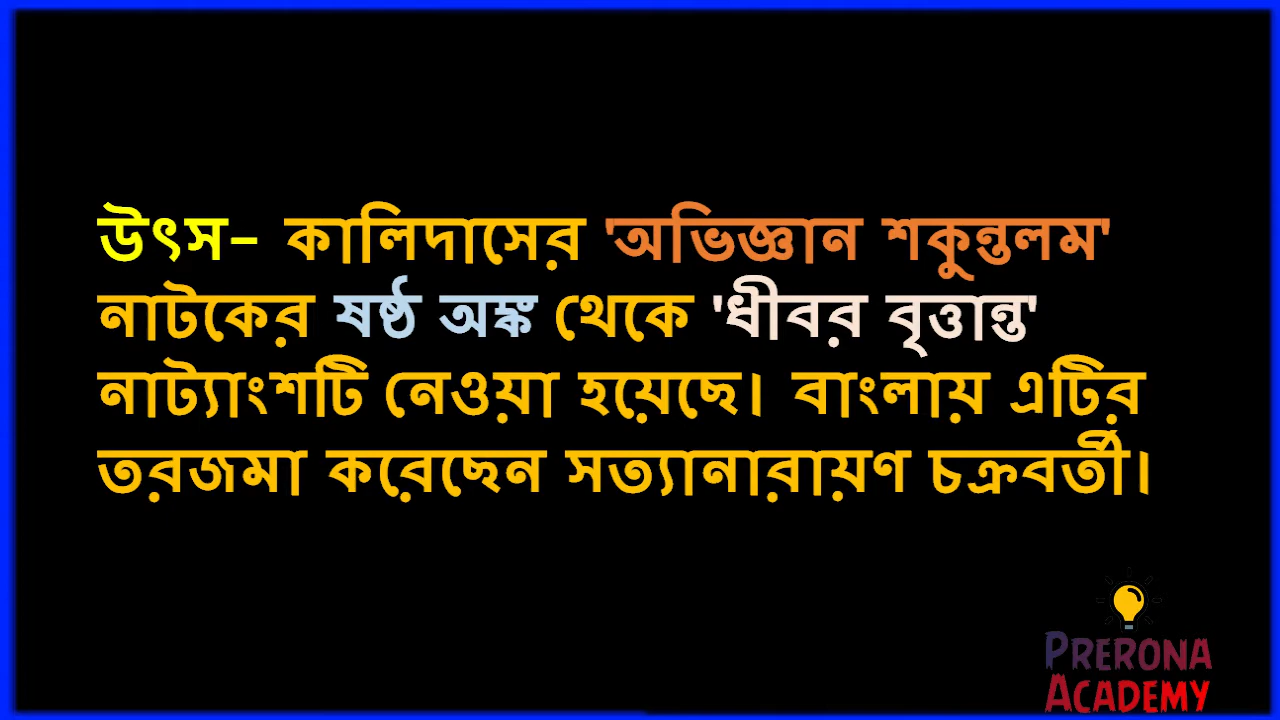 উৎস– কালিদাসের 'অভিজ্ঞান শকুন্তলম'
নাটকের ষষ্ঠ অঙ্ক থেকে 'ধীবর বৃত্তান্ত'
নাট্যাংশটি নেওয়া হয়েছে। বাংলায় এটির
তরজমা করেছেন সত্যানারায়ণ চক্রবর্তী।
PRERONA
ACADEMY